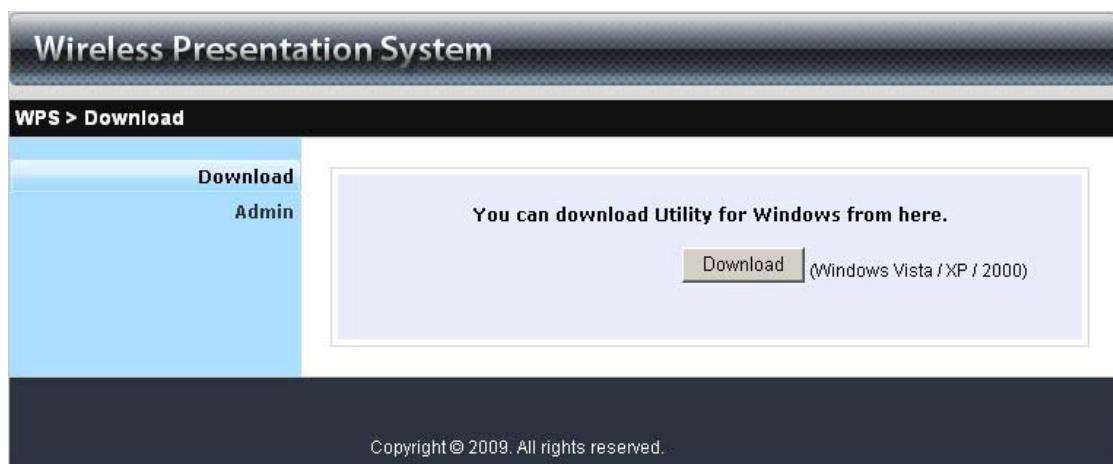 Wireless Presentation System
WPS > Download
Download
Admin
You can download Utility for Windows from here.
Download (Windows Vista / XP / 2000)
Copyright © 2009. All rights reserved.